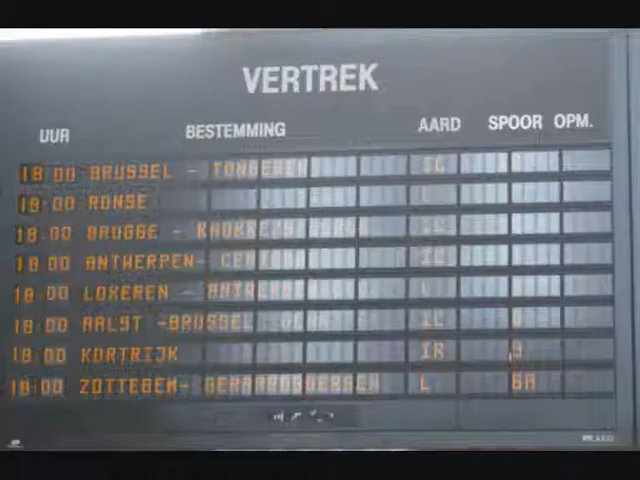 VERTREK
UUR BESTEMMING AARD SPOOR OPM.
18:00 BRUSSEL - TONGEREN IC
18:00 RONSE L
18:00 BRUGGE - KNOKKE IC
18:00 ANTWERPEN- IC
18:00 LOKEREN - L
18:00 AALST -BRUSSEL IC
18:00 KORTRIJK IR 9
18:00 ZOTTEGEM- GERAARDSBERGEN L 6A